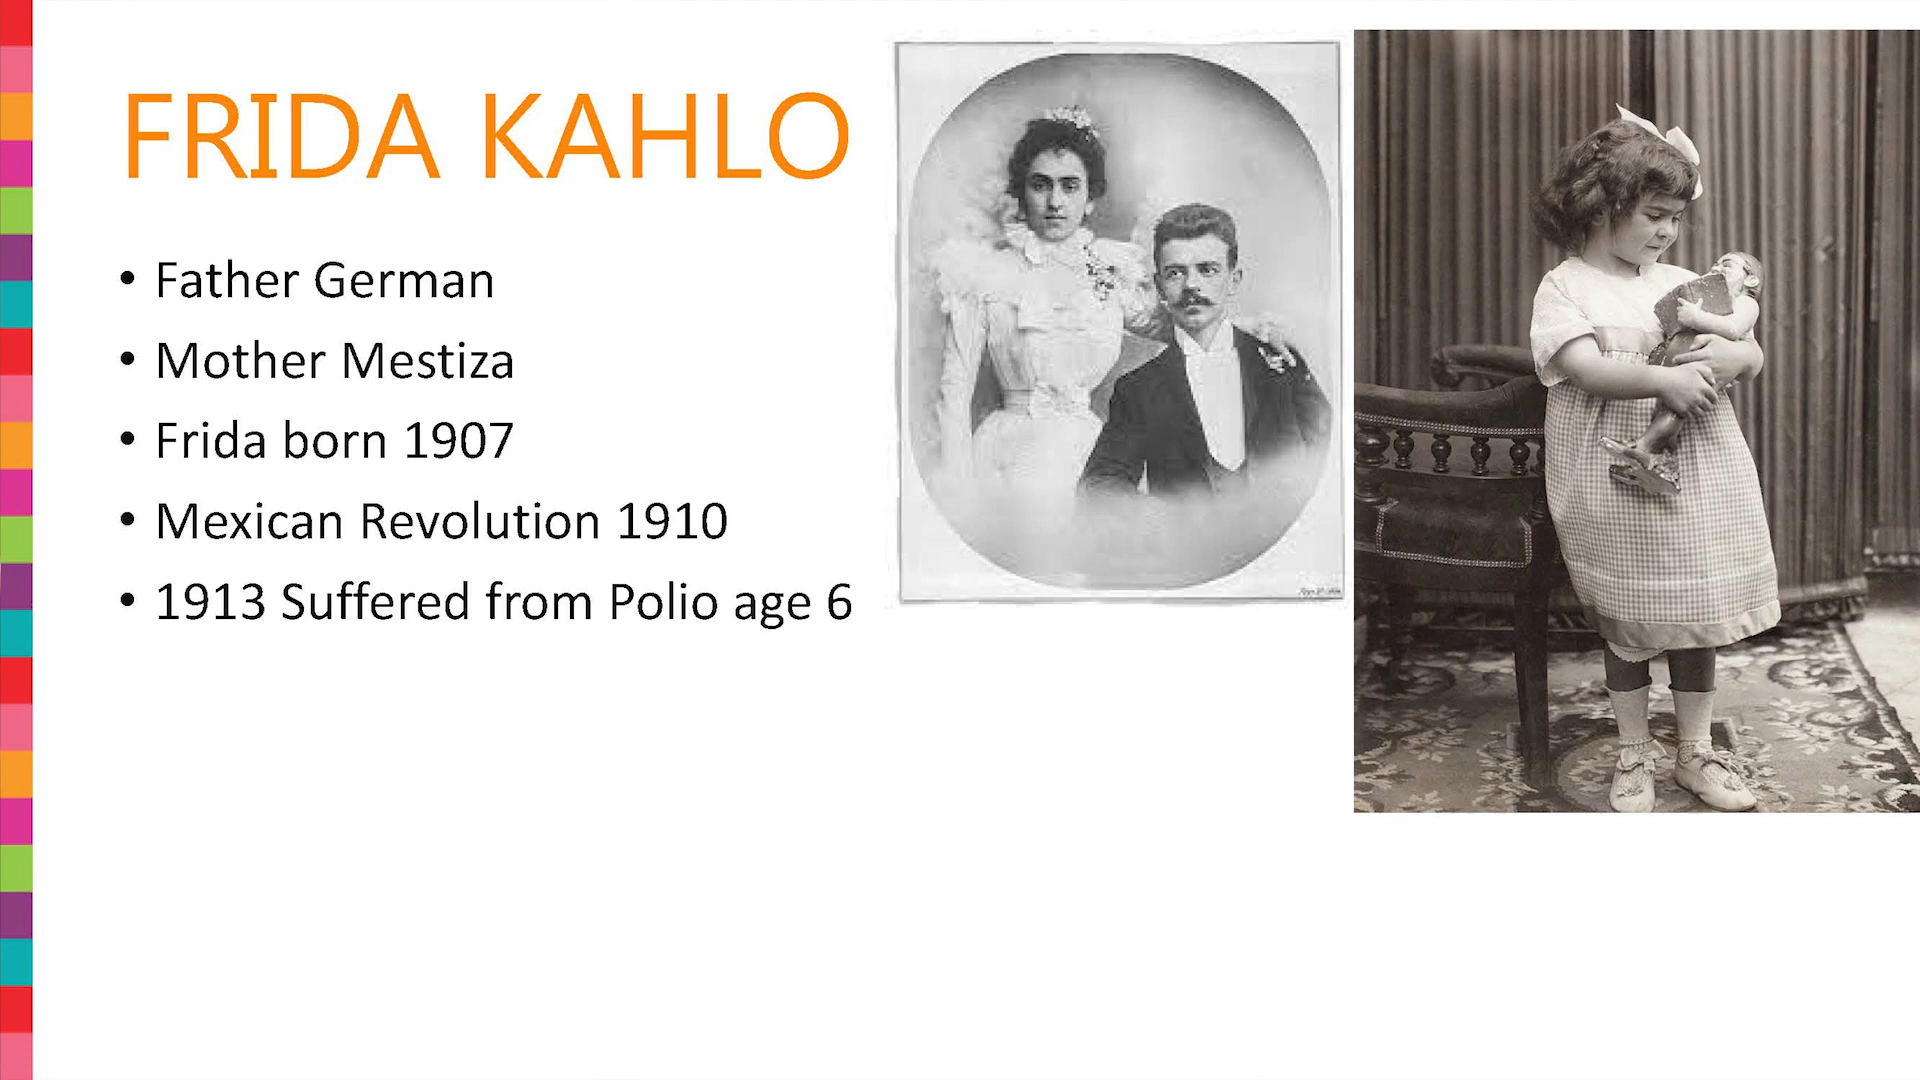 FRIDA KAHLO
• Father German
• Mother Mestiza
• Frida born 1907
• Mexican Revolution 1910
• 1913 Suffered from Polio age 6